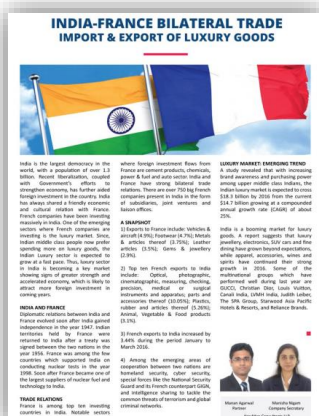 INDIA-FRANCE BILATERAL TRADE
IMPORT & EXPORT OF LUXURY GOODS
India is the largest democracy in the
world, with a population of over 1.3
billion. Recent liberalization, coupled
with Government's efforts to
strengthen economy, has further aided
foreign investment in the country. India
has always shared a friendly economic
and cultural relation with France.
French companies have been investing
massively in India. One of the emerging
sectors where French companies are
investing is the luxury market. Since,
Indian middle class people now prefer
spending more on luxury goods, the
Indian Luxury sector is expected to
grow at a fast pace. Thus, luxury sector
in India is becoming a key market
showing signs of greater strength and
accelerated economy, which is likely to
attract more foreign investment in
coming years.
INDIA AND FRANCE
Diplomatic relations between India and
France evolved soon after India gained
independence in the year 1947. Indian
territories held by France were
returned to India after a treaty was
signed between the two nations in the
year 1956. France was among the few
countries which supported India on
conducting nuclear tests in the year
1998. Soon after France became one of
the largest suppliers of nuclear fuel and
technology to India.
TRADE RELATIONS
France is among top ten investing
countries in India. Notable sectors
where foreign investment flows from
France are cement products, chemicals,
power & fuel and auto sector. India and
France have strong bilateral trade
relations. There are over 750 big French
companies present in India in the form
of subsidiaries, joint ventures and
liaison offices.
A SNAPSHOT
1) Exports to France include: Vehicles &
aircraft (4.9%); Footwear (4.7%); Metals
& articles thereof (3.75%); Leather
articles (3.5%); Gems & jewellery
(2.9%).
2) Top ten French exports to India
include: Optical, photographic,
cinematographic, measuring, checking,
precision, medical or surgical
instruments and apparatus; parts and
accessories thereof (10.05%); Plastics,
rubber and articles thereof (5.26%),
Animal, Vegetable & Food products
(3.1%).
3) French exports to India increased by
3.44% during the period January to
March 2016.
4) Among the emerging areas of
cooperation between two nations are
homeland security, cyber security,
special forces like the National Security
Guard and its French counterpart GIGN,
and intelligence sharing to tackle the
common threats of terrorism and global
criminal networks.
LUXURY MARKET: EMERGING TREND
A study revealed that with increasing
brand awareness and purchasing power
among upper middle class Indians, the
Indian luxury market is expected to cross
$18.3 billion by 2016 from the current
$14.7 billion growing at a compounded
annual growth rate (CAGR) of about
25%.
India is a booming market for luxury
goods. A report suggests that luxury
jewellery, electronics, SUV cars and fine
dining have grown beyond expectations,
while apparel, accessories, wines and
spirits have continued their strong
growth in 2016. Some of the
multinational groups which have
performed well during last year are
GUCCI, Christian Dior, Louis Vuitton,
Canali India, LVMH India, Judith Leiber,
The SPA Group, Starwood Asia Pacific
Hotels & Resorts, and Reliance Brands.
Manan Agarwal
Partner
Manisha Nigam
Company Secretary